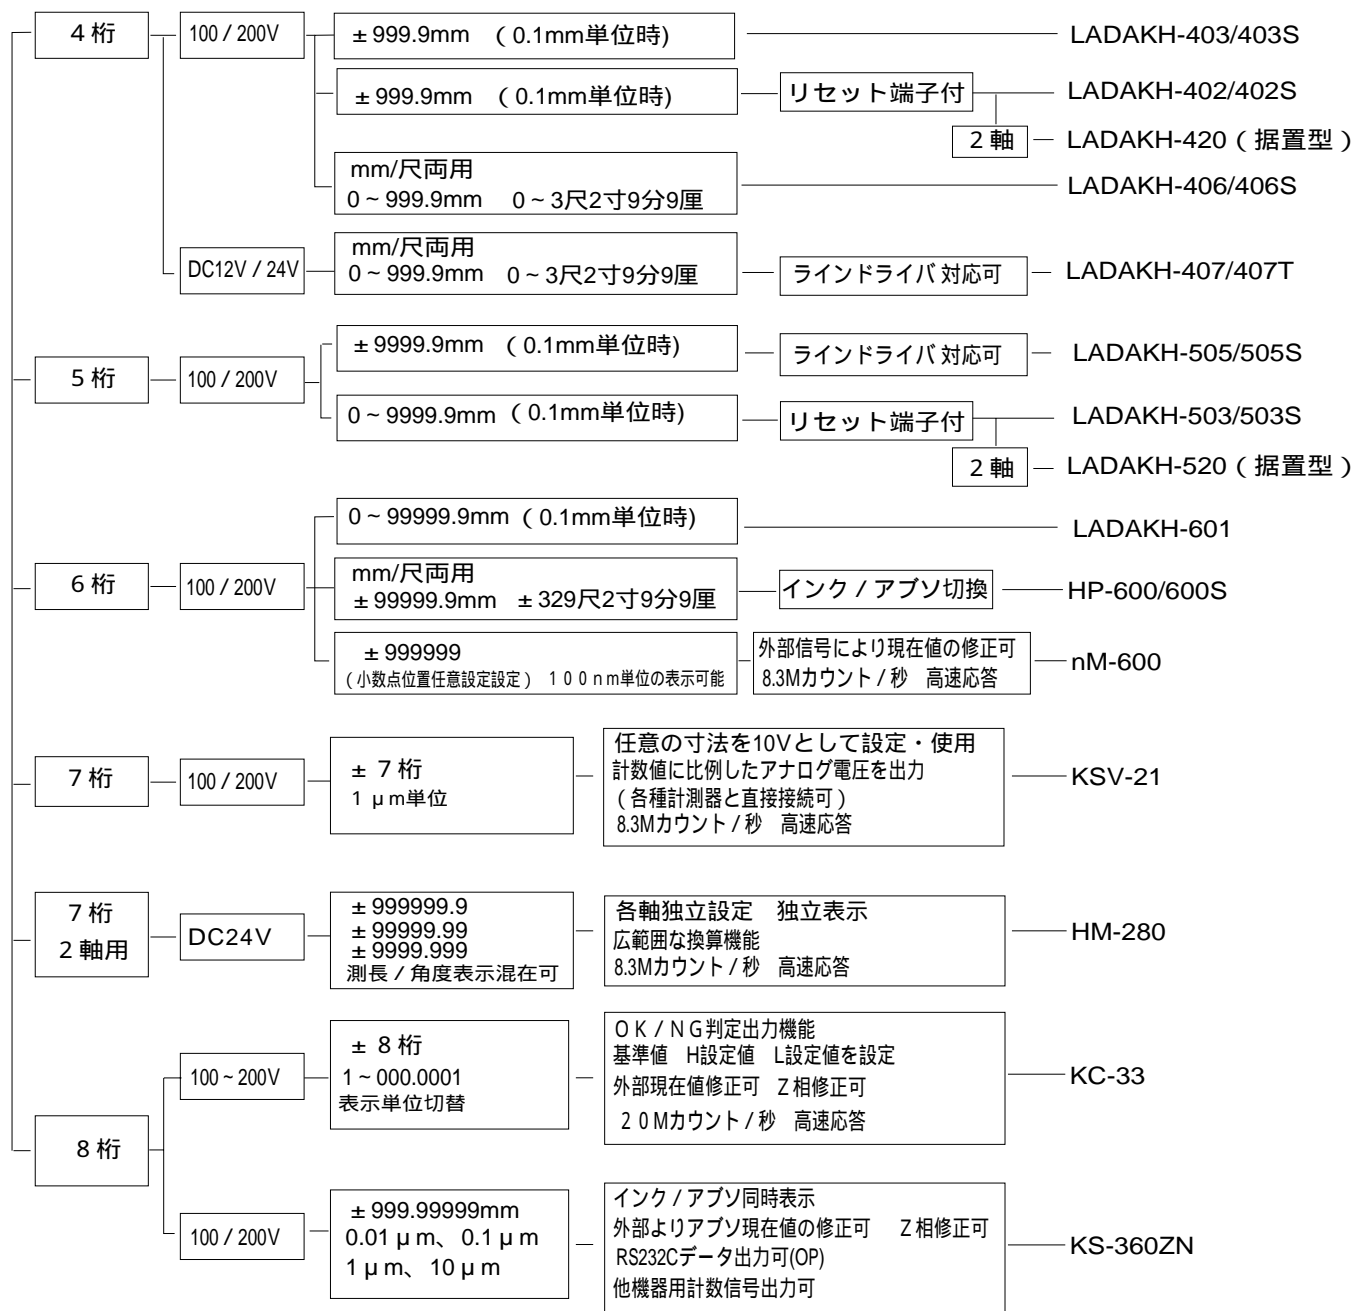 4 桁
100 / 200V
± 999.9mm （ 0.1mm単位時)
LADAKH-403/403S
± 999.9mm （ 0.1mm単位時)
リセット端子付
LADAKH-402/402S
2 軸
LADAKH-420（据置型）
mm/尺両用
0 ~ 999.9mm 0 ~ 3尺2寸9分9厘
LADAKH-406/406S
DC12V / 24V
mm/尺両用
0 ~ 999.9mm 0 ~ 3尺2寸9分9厘
ラインドライバ 対応可
LADAKH-407/407T
5 桁
100 / 200V
± 9999.9mm （ 0.1mm単位時)
ラインドライバ 対応可
LADAKH-505/505S
0 ~ 9999.9mm （ 0.1mm単位時)
リセット端子付
LADAKH-503/503S
2 軸
LADAKH-520（据置型）
6 桁
100 / 200V
0 ~ 99999.9mm （ 0.1mm単位時)
LADAKH-601
mm/尺両用
± 99999.9mm ± 329尺2寸9分9厘
インク / アブソ切換
HP-600/600S
± 999999
（小数点位置任意設定設定） １００ｎｍ単位の表示可能
外部信号により現在値の修正可
8.3Mカウント / 秒 高速応答
nM-600
7 桁
100 / 200V
± 7 桁
1 μm単位
任意の寸法を10Vとして設定・使用
計数値に比例したアナログ電圧を出力
（各種計測器と直接接続可）
8.3Mカウント / 秒 高速応答
KSV-21
7 桁
2 軸用
DC24V
± 999999.9
± 99999.99
± 9999.999
測長 / 角度表示混在可
各軸独立設定 独立表示
広範囲な換算機能
8.3Mカウント / 秒 高速応答
HM-280
8 桁
100 ~ 200V
± 8 桁
1 ~ 000.0001
表示単位切替
ＯＫ / ＮＧ判定出力機能
基準値 H設定値 L設定値を設定
外部現在値修正可 Ｚ相修正可
２０Mカウント / 秒 高速応答
KC-33
100 / 200V
± 999.99999mm
0.01 μ m、 0.1 μ m
1 μ m、 10 μ m
インク / アブソ同時表示
外部よりアブソ現在値の修正可 Ｚ相修正可
RS232Cデータ出力可(OP)
他機器用計数信号出力可
KS-360ZN